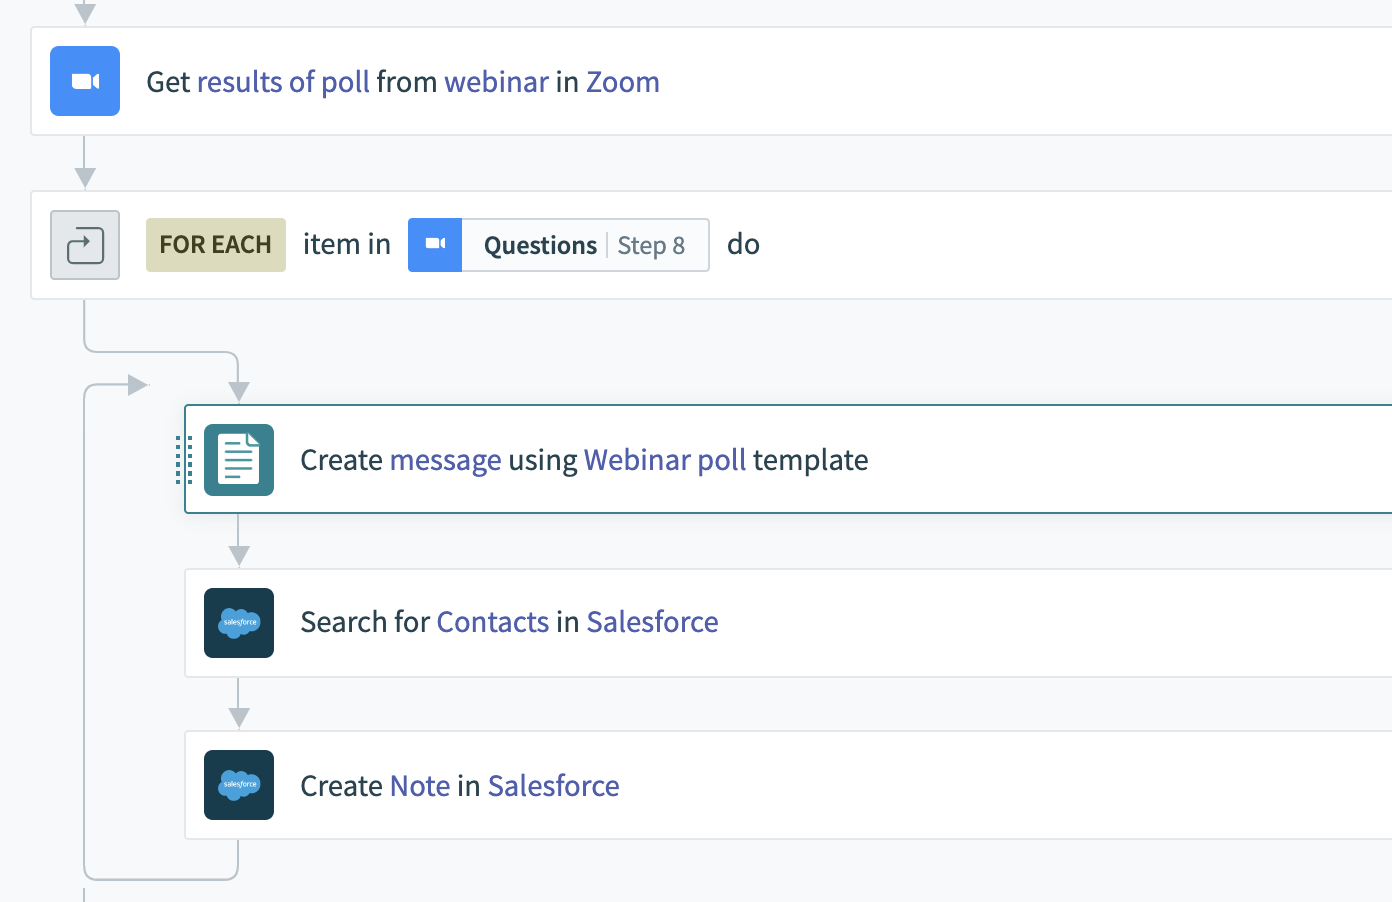 Get results of poll from webinar in Zoom
FOR EACH item in Questions Step 8 do
Create message using Webinar poll template
salesforce Search for Contacts in Salesforce
salesforce Create Note in Salesforce